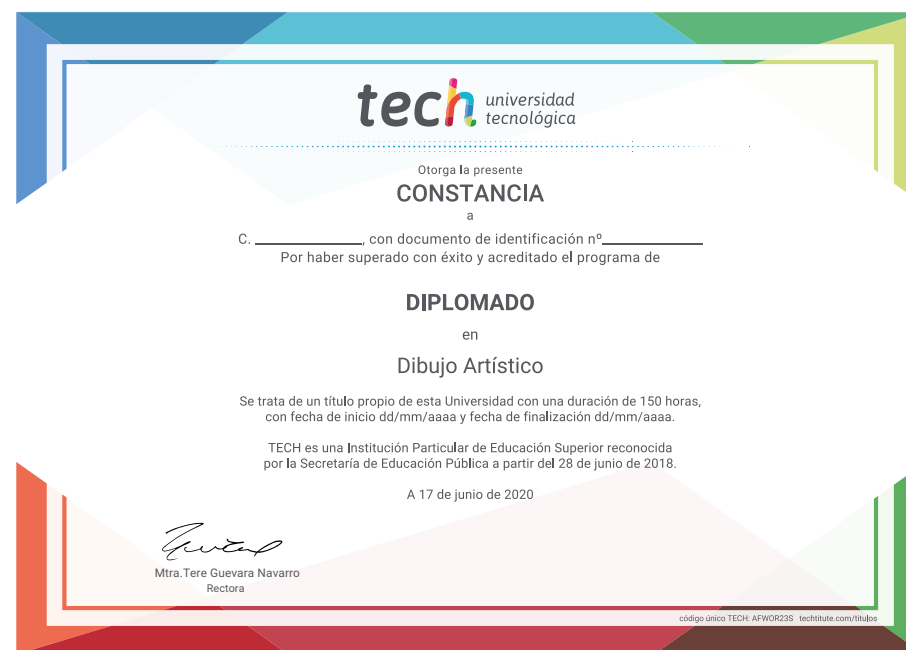 tech universidad
tecnológica
Otorga la presente
CONSTANCIA
a
C. ____________, con documento de identificación nº____________
Por haber superado con éxito y acreditado el programa de
DIPLOMADO
en
Dibujo Artístico
Se trata de un título propio de esta Universidad con una duración de 150 horas,
con fecha de inicio dd/mm/aaaa y fecha de finalización dd/mm/aaaa.
TECH es una Institución Particular de Educación Superior reconocida
por la Secretaría de Educación Pública a partir del 28 de junio de 2018.
A 17 de junio de 2020
Mtra.Tere Guevara Navarro
Rectora
código único TECH: AFWOR23S techtitute.com/titulos